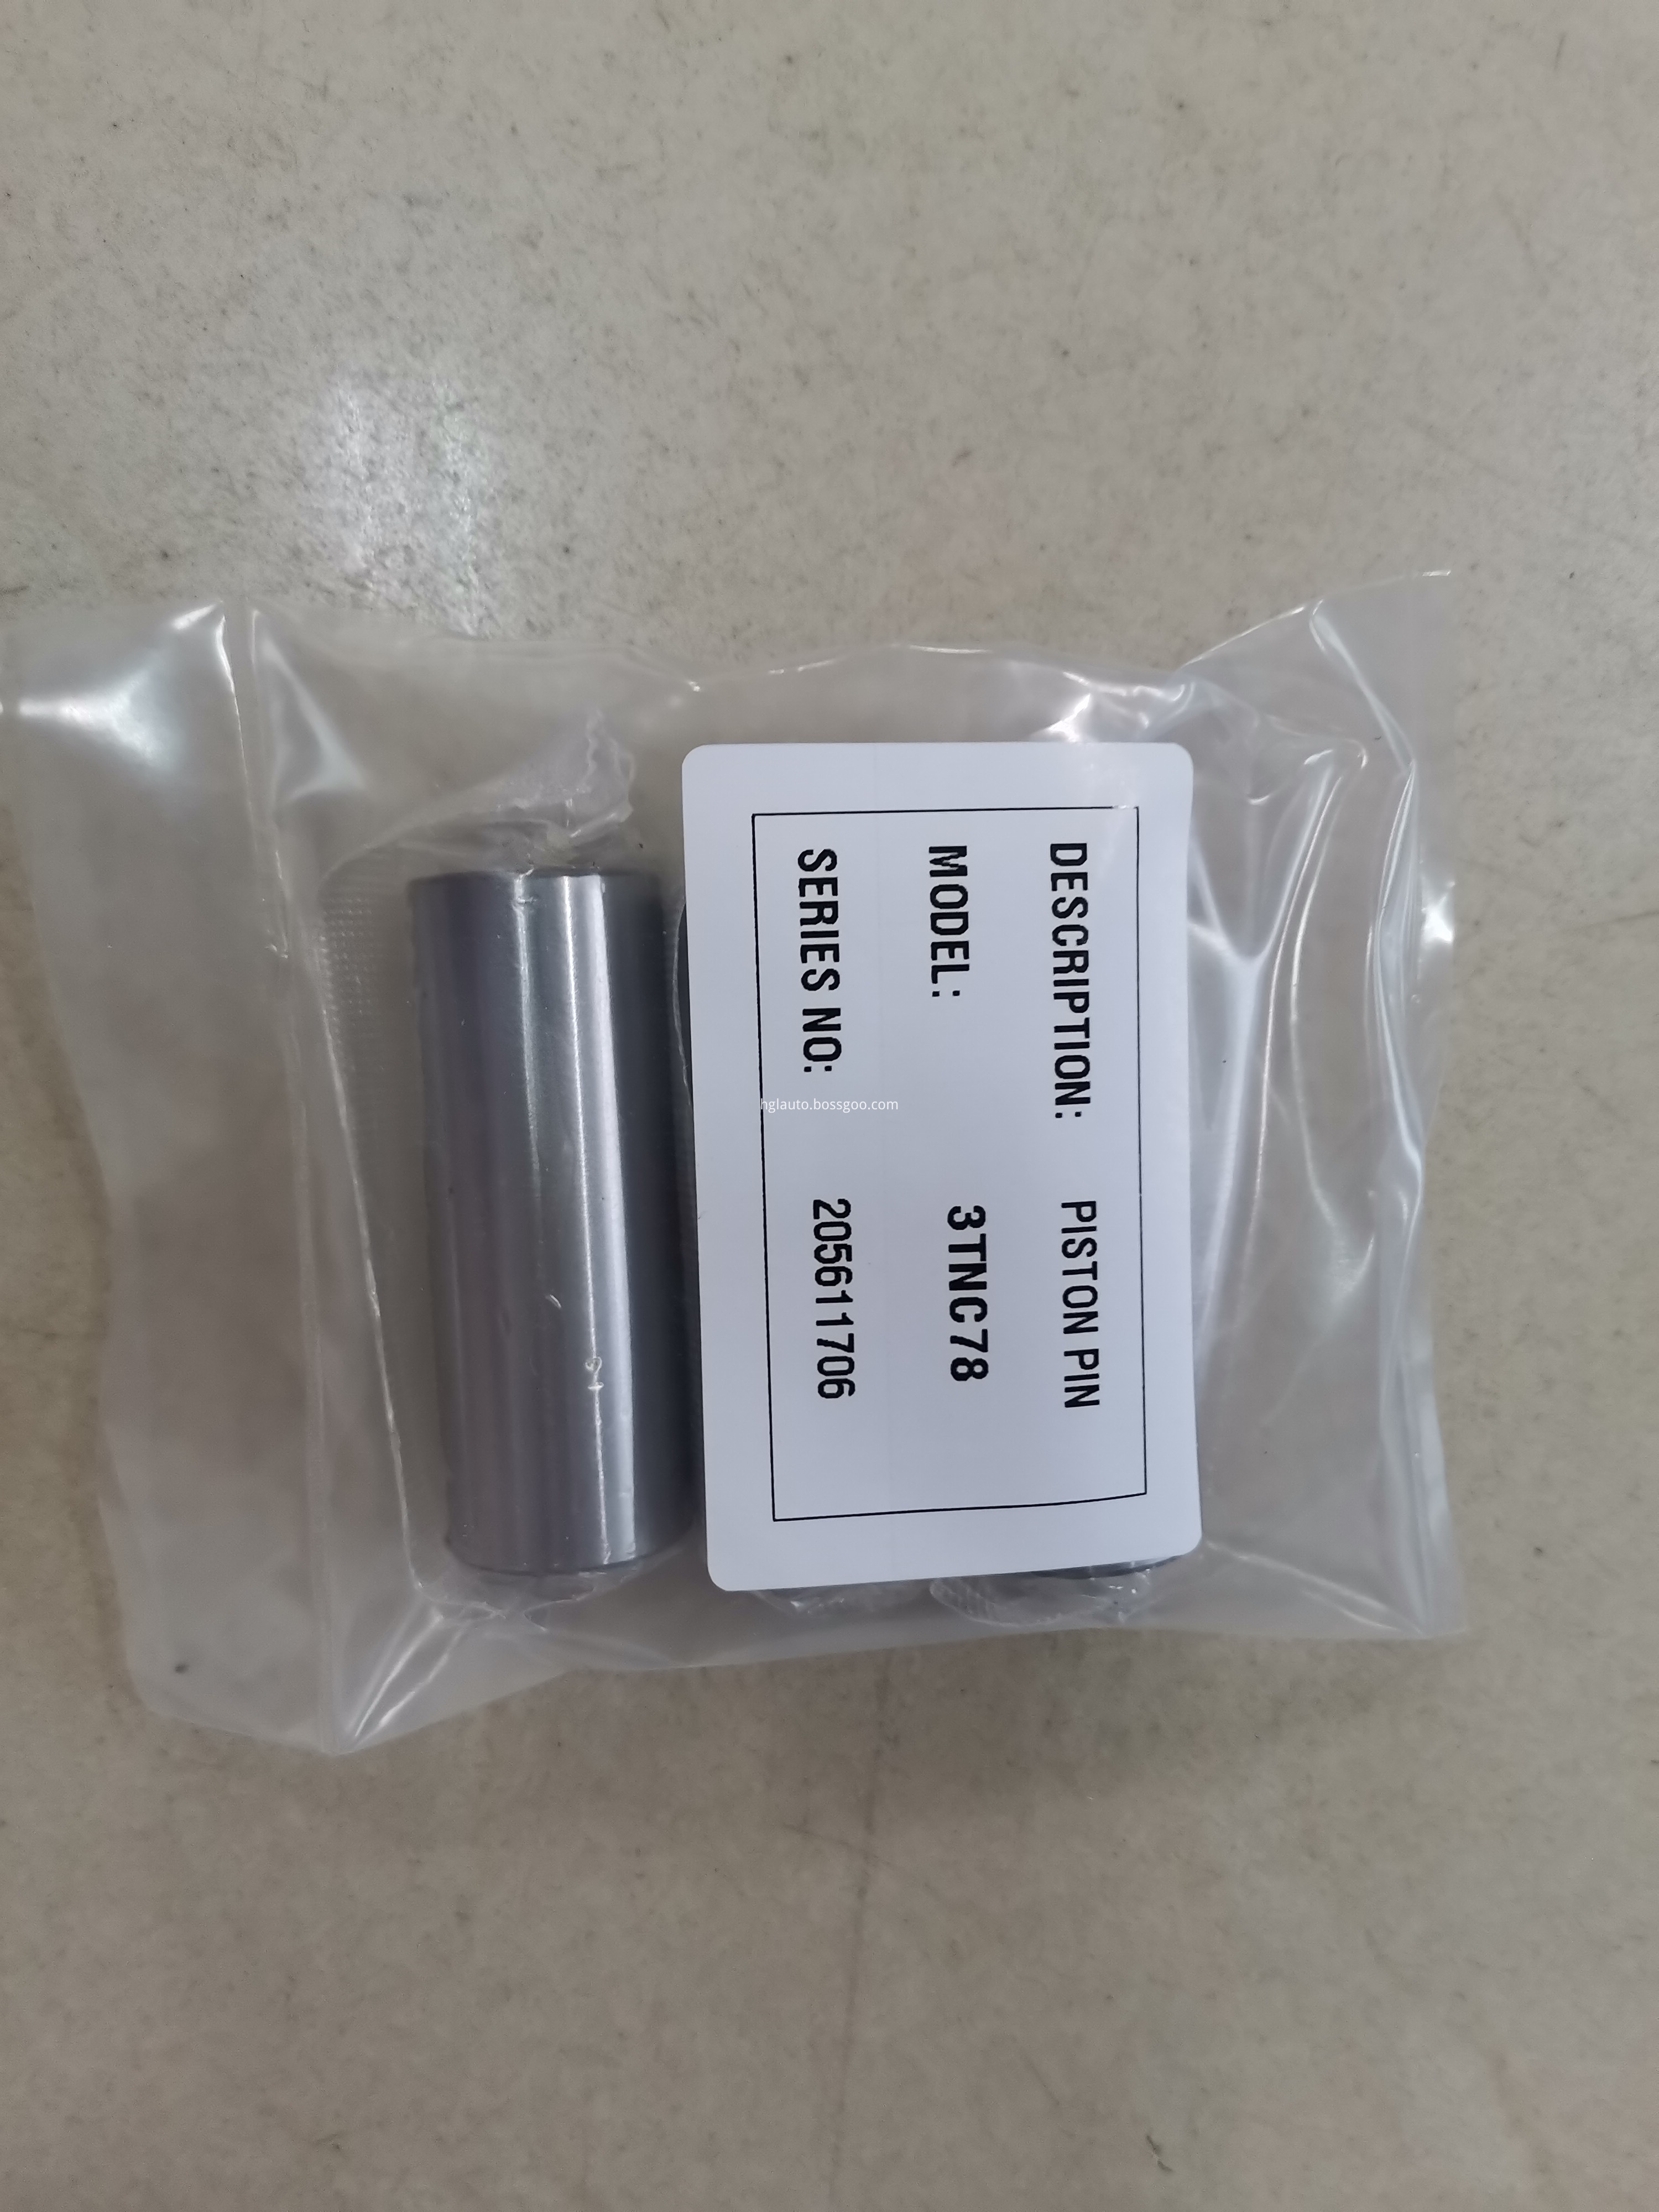 DESCRIPTION: PISTON PIN
MODEL: 3TNC78
SERIES NO: 205611706
hglauto.bossgoo.com